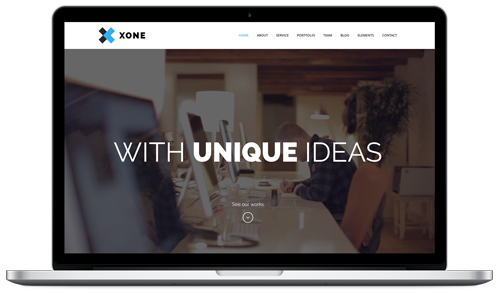 XONE
HOME ABOUT SERVICE PORTFOLIO TEAM BLOG ELEMENTS CONTACT
WITH UNIQUE IDEAS
See our works